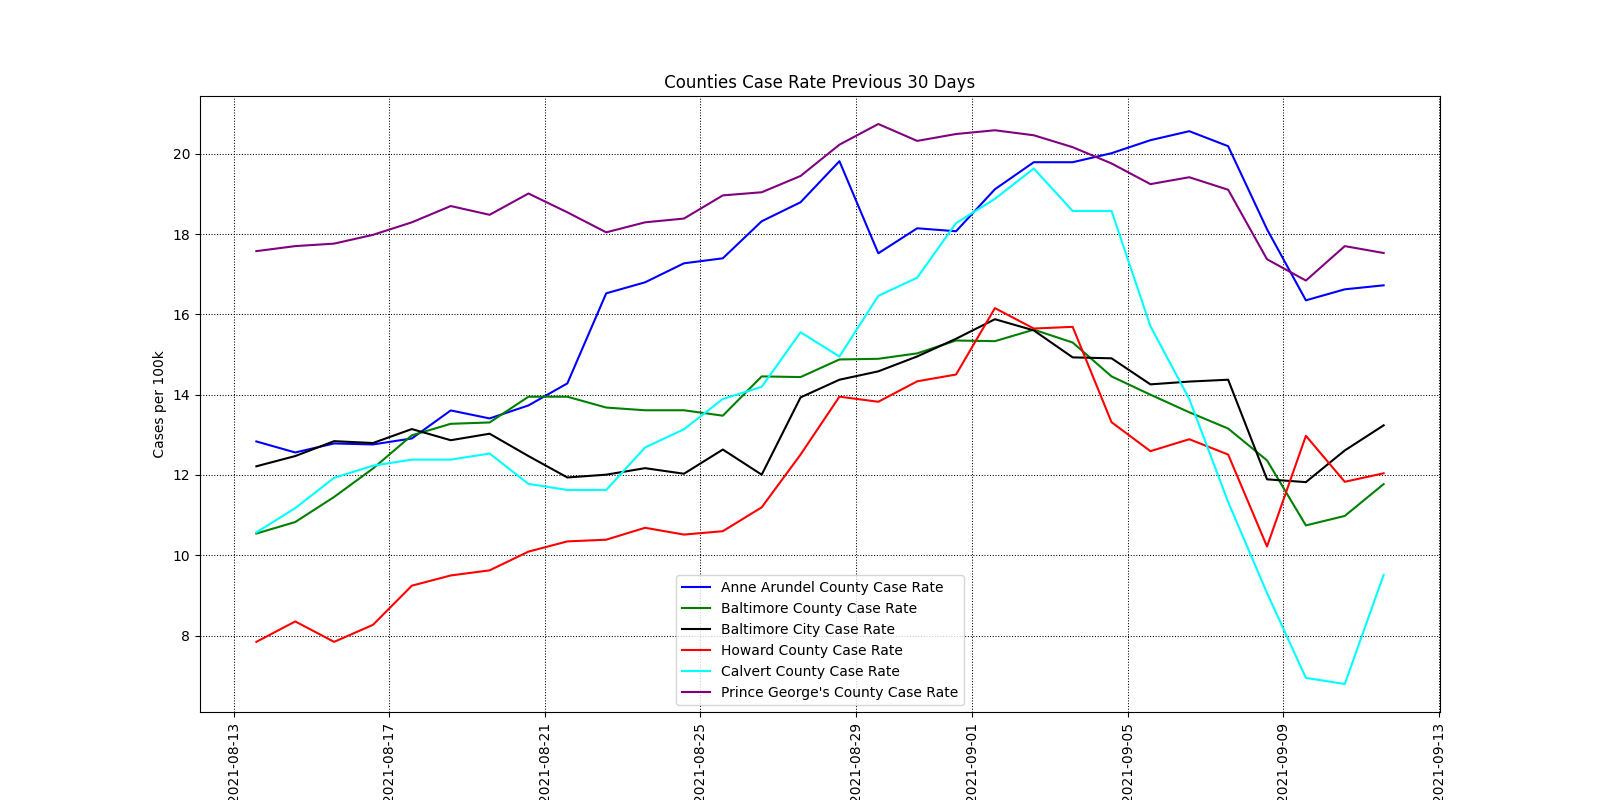 Counties Case Rate Previous 30 Days
Cases per 100k
20
18
16
14
12
10
8
Anne Arundel County Case Rate
Baltimore County Case Rate
Baltimore City Case Rate
Howard County Case Rate
Calvert County Case Rate
Prince George's County Case Rate
2021-08-13
2021-08-17
2021-08-21
2021-08-25
2021-08-29
2021-09-01
2021-09-05
2021-09-09
2021-09-13